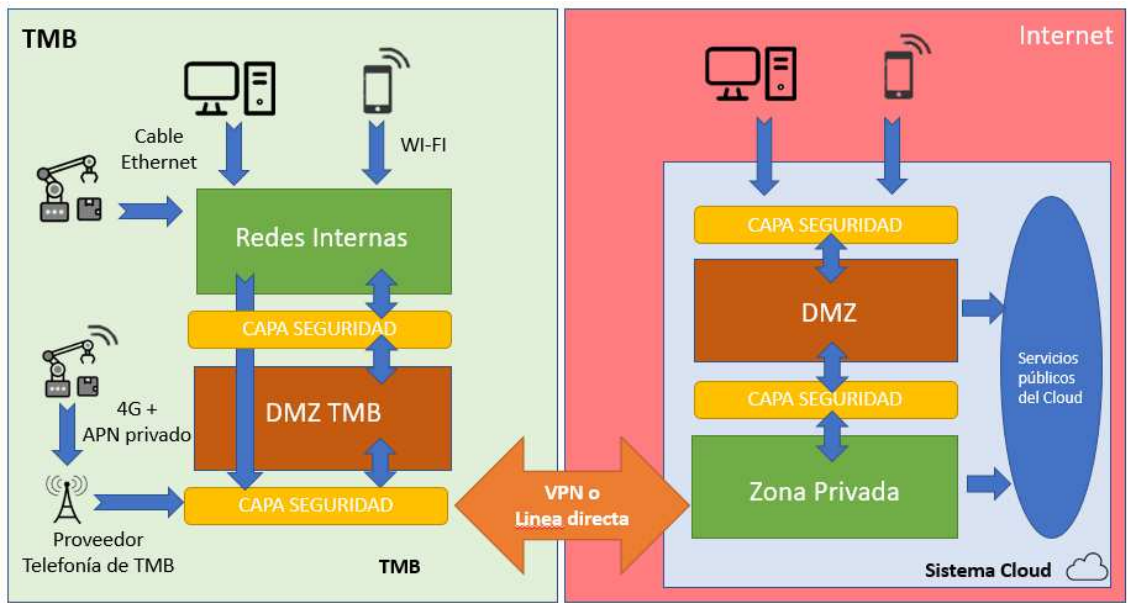 TMB
Cable
Ethernet
WI-FI
Redes Internas
CAPA SEGURIDAD
DMZ TMB
4G +
APN privado
CAPA SEGURIDAD
Proveedor
Telefonía de TMB
TMB
VPN o
Linea directa
Internet
CAPA SEGURIDAD
DMZ
CAPA SEGURIDAD
Zona Privada
Servicios
públicos
del Cloud
Sistema Cloud